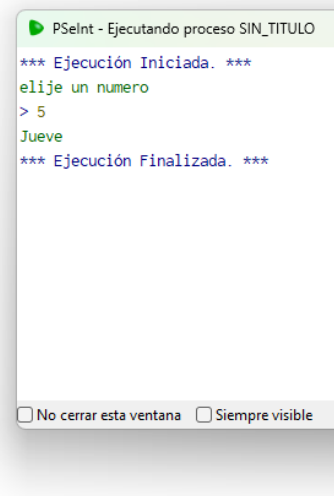 PSeInt - Ejecutando proceso SIN_TITULO
*** Ejecución Iniciada. ***
elije un numero
> 5
Jueve
*** Ejecución Finalizada. ***
No cerrar esta ventana Siempre visible